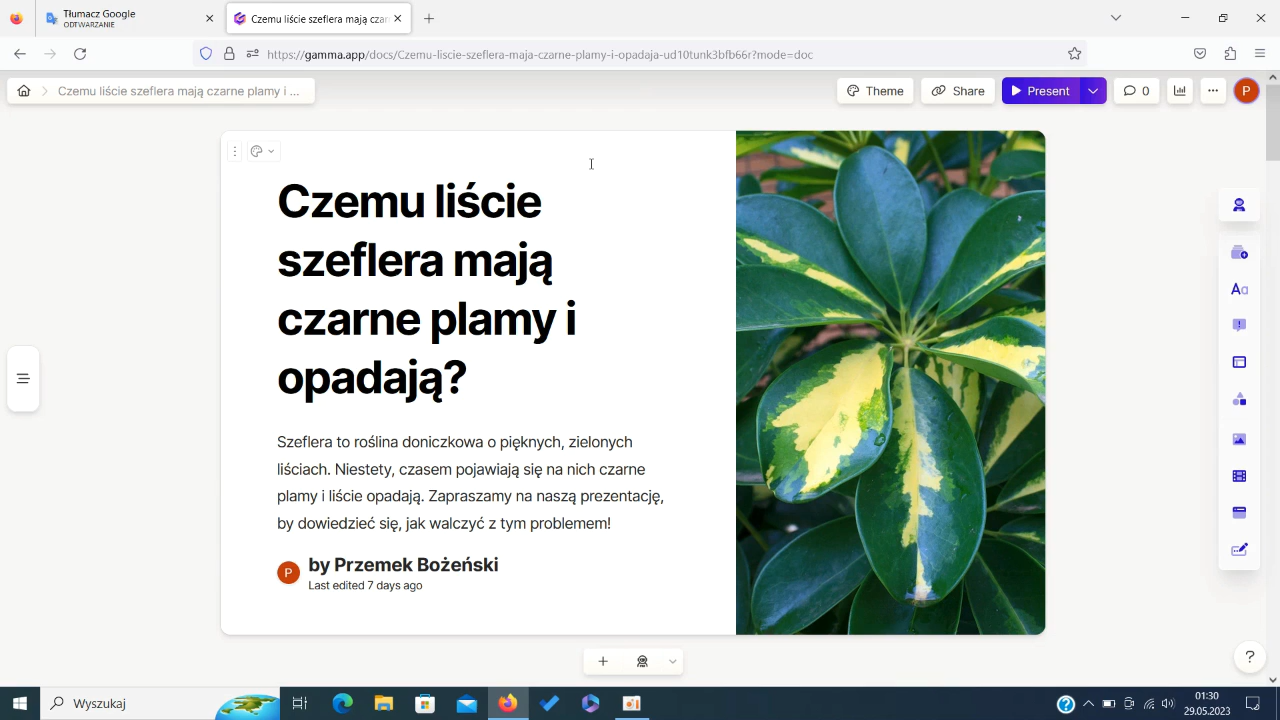 Tłumacz Google
ODTWARZANIE
Czemu liście szeflera mają czar
https://gamma.app/docs/Czemu-liscie-szeflera-maja-czarne-plamy-i-opadaja-ud10tunk3bfb66r?mode=doc
Czemu liście szeflera mają czarne plamy i ...
Theme
Share
Present
0
P
Czemu liście
szeflera mają
czarne plamy i
opadają?
Szeflera to roślina doniczkowa o pięknych, zielonych
liściach. Niestety, czasem pojawiają się na nich czarne
plamy i liście opadają. Zapraszamy na naszą prezentację,
by dowiedzieć się, jak walczyć z tym problemem!
P
by Przemek Bożeński
Last edited 7 days ago
Aa
?
Wyszukaj
01:30
29.05.2023